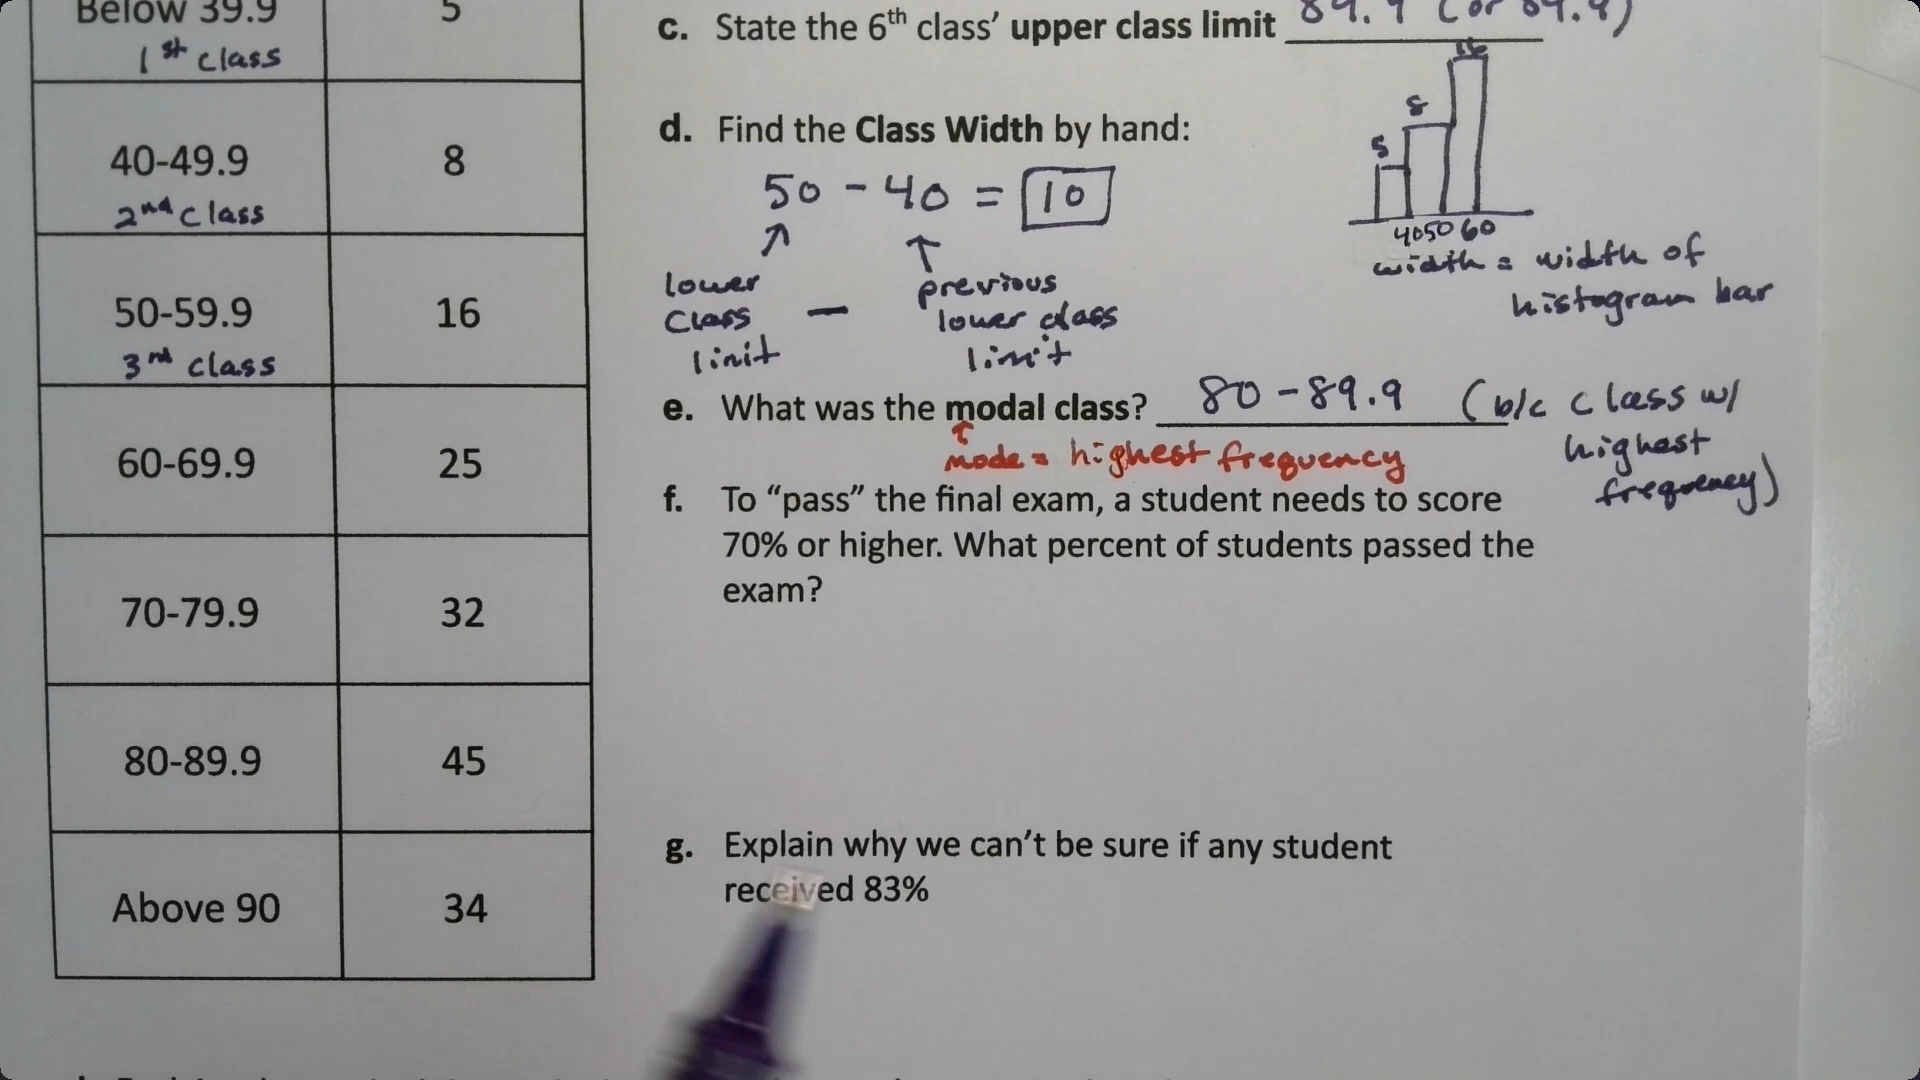 Below 39.9 5
1st class
40-49.9 8
2nd class
50-59.9 16
3rd class
60-69.9 25
70-79.9 32
80-89.9 45
Above 90 34
c. State the 6th class’ upper class limit
d. Find the Class Width by hand:
50 - 40 = 10
lower class limit - previous lower class limit
5
8
16
40 50 60
width = width of
histogram bar
e. What was the modal class? 80-89.9 (b/c class w/
highest
frequency)
mode = highest frequency
f. To “pass” the final exam, a student needs to score
70% or higher. What percent of students passed the
exam?
g. Explain why we can’t be sure if any student
received 83%